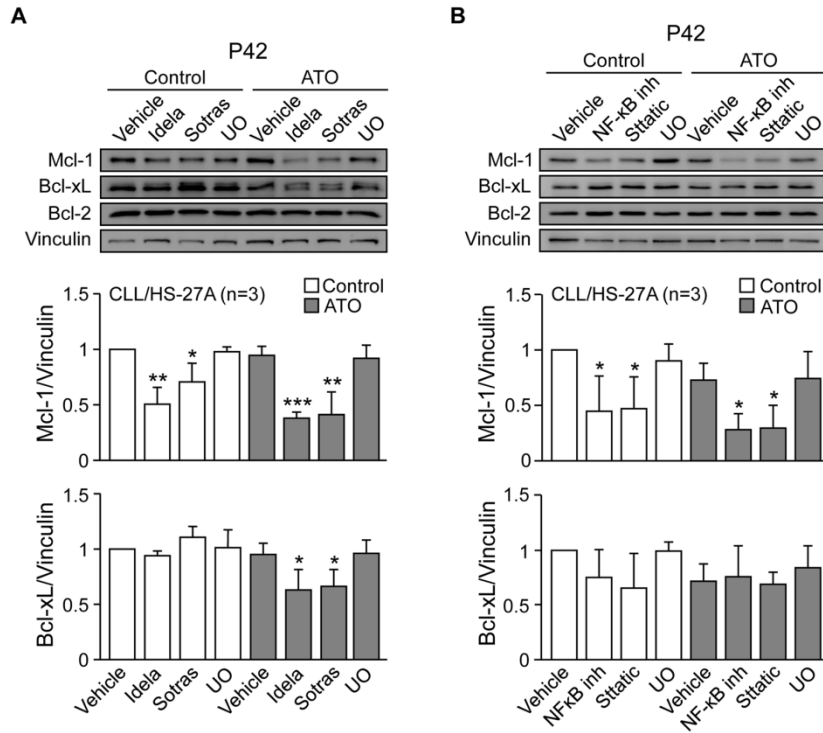 A
P42
Control ATO
Vehicle Idela Sotras UO Vehicle Idela Sotras UO
Mcl-1
Bcl-xL
Bcl-2
Vinculin
CLL/HS-27A (n=3)
Control
ATO
Mcl-1/Vinculin
1.5
1
0.5
0
** * *** **
Bcl-xL/Vinculin
1.5
1
0.5
0
* *
Vehicle Idela Sotras UO Vehicle Idela Sotras UO
B
P42
Control ATO
Vehicle NF-κB inh Sttatic UO Vehicle NF-κB inh Sttatic UO
Mcl-1
Bcl-xL
Bcl-2
Vinculin
CLL/HS-27A (n=3)
Control
ATO
Mcl-1/Vinculin
1.5
1
0.5
0
* * * *
Bcl-xL/Vinculin
1.5
1
0.5
0
Vehicle NFκB inh Sttatic UO Vehicle NF-κB inh Sttatic UO